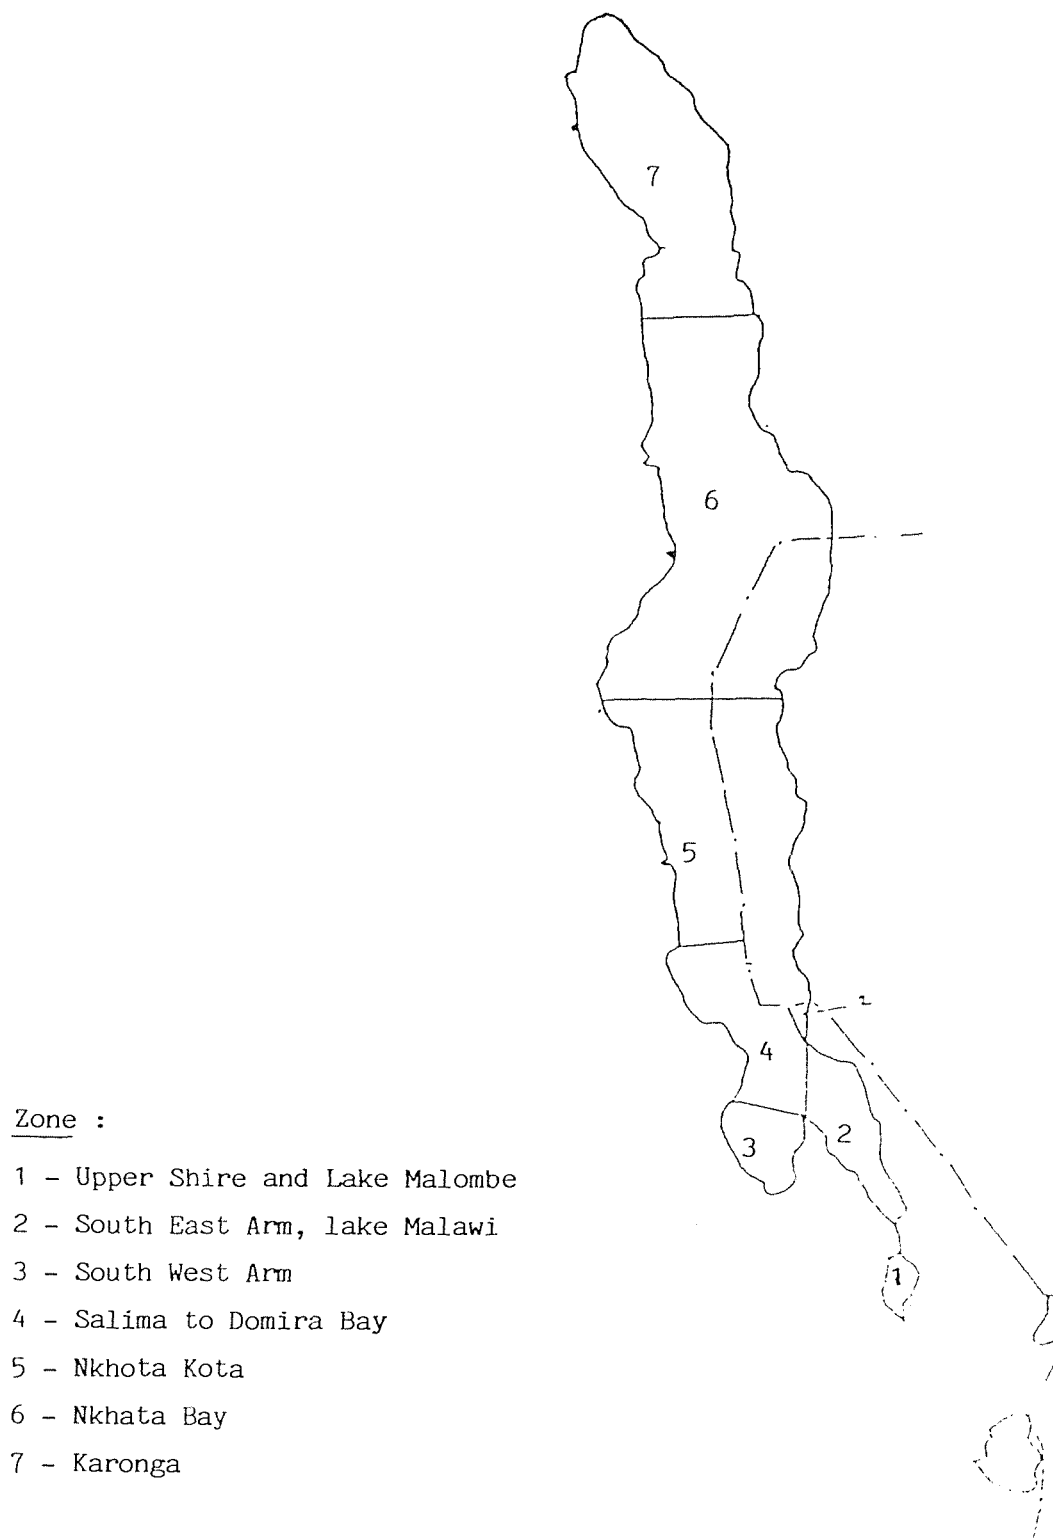 7
6
5
2
4
3
2
1
Zone :
1 - Upper Shire and Lake Malombe
2 - South East Arm, lake Malawi
3 - South West Arm
4 - Salima to Domira Bay
5 - Nkhota Kota
6 - Nkhata Bay
7 - Karonga